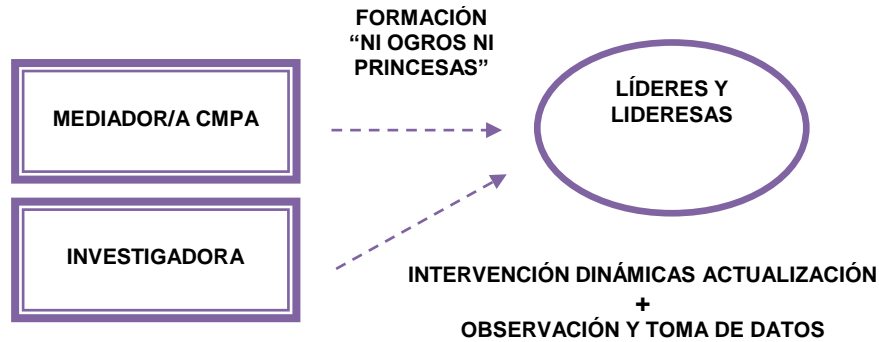 FORMACIÓN
“NI OGROS NI
PRINCESAS”
MEDIADOR/A CMPA
LÍDERES Y
LIDERESAS
INVESTIGADORA
INTERVENCIÓN DINÁMICAS ACTUALIZACIÓN
+
OBSERVACIÓN Y TOMA DE DATOS